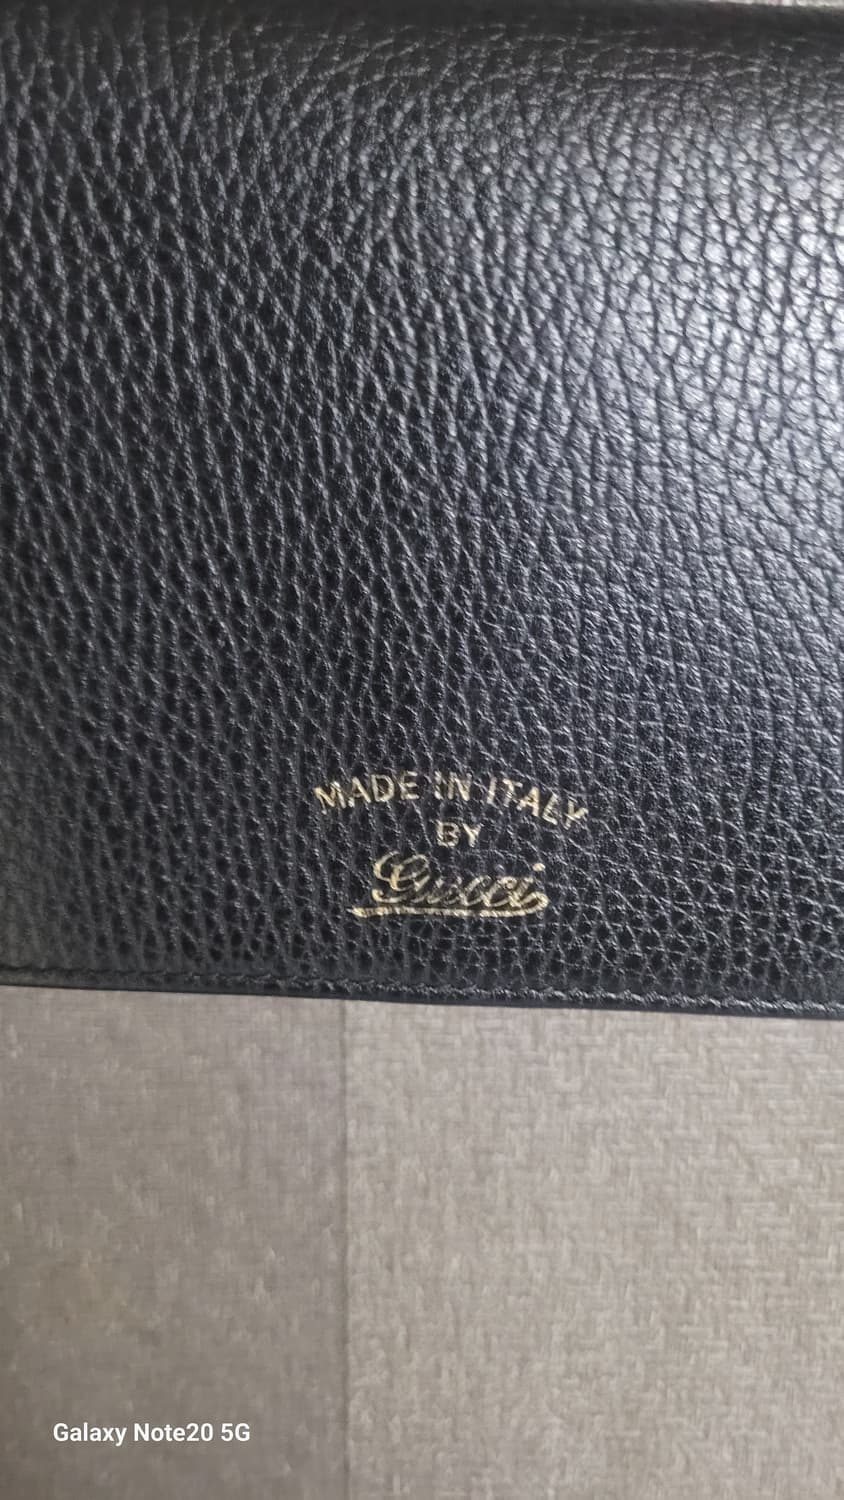 MADE IN ITALY
BY
Gucci
Galaxy Note20 5G